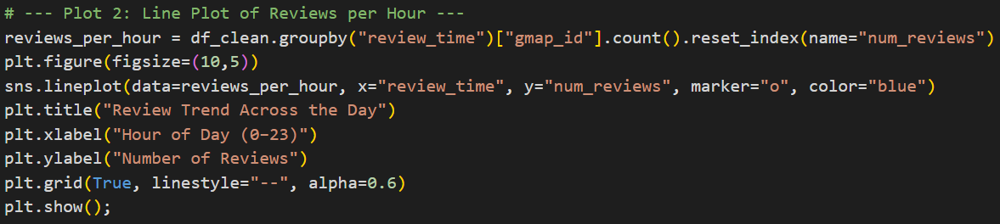 # --- Plot 2: Line Plot of Reviews per Hour ---
reviews_per_hour = df_clean.groupby("review_time")["gmap_id"].count().reset_index(name="num_reviews")
plt.figure(figsize=(10,5))
sns.lineplot(data=reviews_per_hour, x="review_time", y="num_reviews", marker="o", color="blue")
plt.title("Review Trend Across the Day")
plt.xlabel("Hour of Day (0–23)")
plt.ylabel("Number of Reviews")
plt.grid(True, linestyle="--", alpha=0.6)
plt.show();